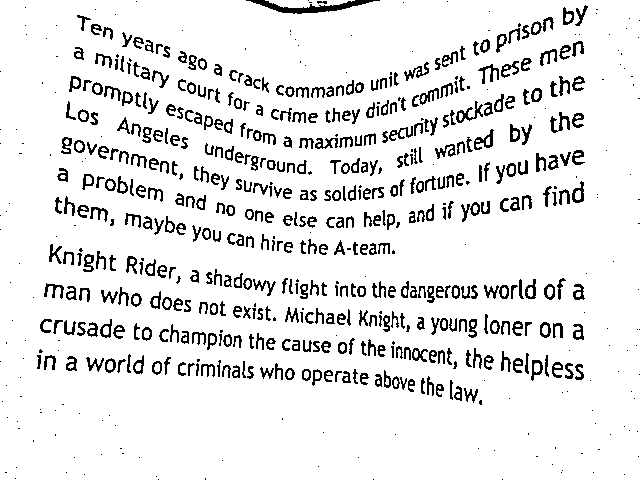 Ten years ago a crack commando unit was sent to prison by
a military court for a crime they didn't commit. These men
promptly escaped from a maximum security stockade to the
Los Angeles underground. Today, still wanted by the
government, they survive as soldiers of fortune. If you have
a problem and no one else can help, and if you can find
them, maybe you can hire the A-team.
Knight Rider, a shadowy flight into the dangerous world of a
man who does not exist. Michael Knight, a young loner on a
crusade to champion the cause of the innocent, the helpless
in a world of criminals who operate above the law.